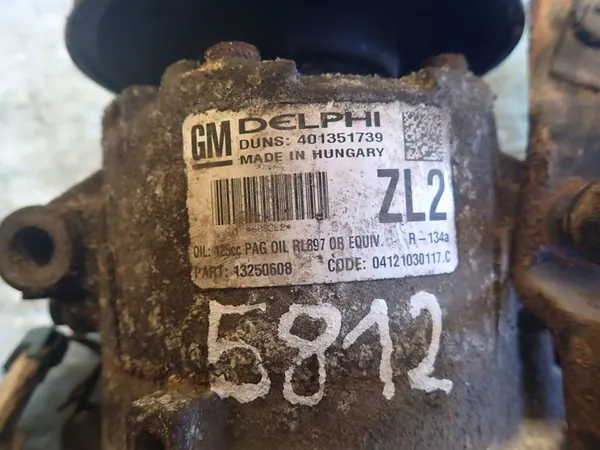 GM DELPHI
DUNS: 401351739
MADE IN HUNGARY
ZL2
OIL: 125cc PAG OIL RL897 OR EQUIV. R-134a
PART: 13250608 CODE: 04121030117.C
5812